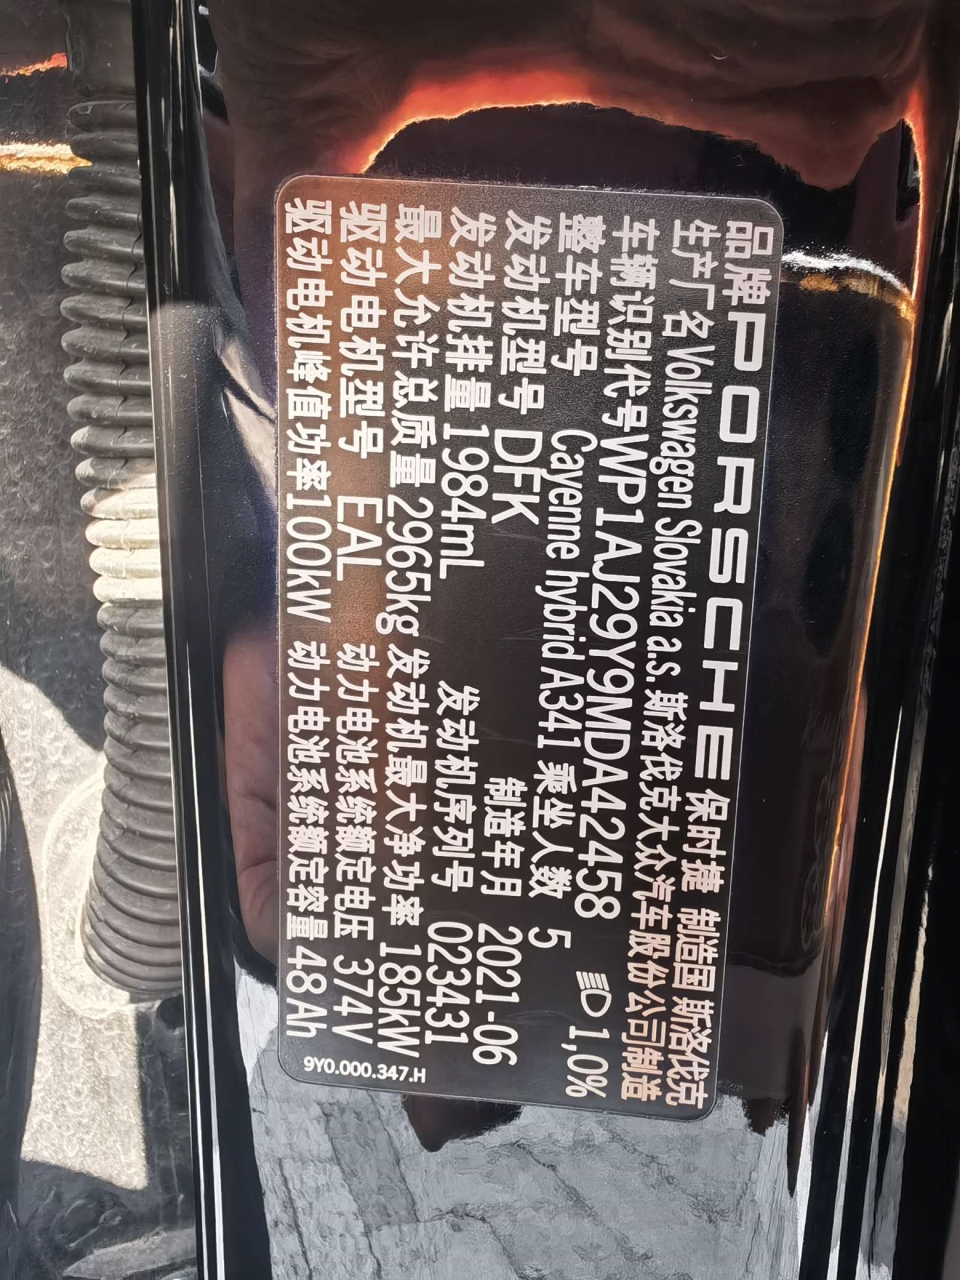 品牌 PORSCHE 保时捷 制造国 斯洛伐克
生产厂名 Volkswagen Slovakia a.s. 斯洛伐克大众汽车股份公司制造
车辆识别代号 WP1AJ29Y9MDA42458 1,0%
整车型号 Cayenne hybrid A341 乘坐人数 5
发动机型号 DFK 制造年月 2021-06
发动机排量 1984mL 发动机序列号 023431
最大允许总质量 2965kg 发动机最大净功率 185kW
驱动电机型号 EAL 动力电池系统额定电压 374V
驱动电机峰值功率 100kW 动力电池系统额定容量 48Ah
9Y0.000.347.H